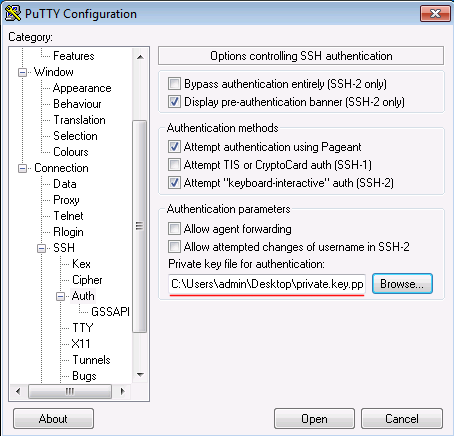 PuTTY Configuration
Category:
Features
Window
Appearance
Behaviour
Translation
Selection
Colours
Connection
Data
Proxy
Telnet
Rlogin
SSH
Kex
Cipher
Auth
GSSAPI
TTY
X11
Tunnels
Bugs
Options controlling SSH authentication
Bypass authentication entirely (SSH-2 only)
Display pre-authentication banner (SSH-2 only)
Authentication methods
Attempt authentication using Pageant
Attempt TIS or CryptoCard auth (SSH-1)
Attempt "keyboard-interactive" auth (SSH-2)
Authentication parameters
Allow agent forwarding
Allow attempted changes of username in SSH-2
Private key file for authentication:
C:\Users\admin\Desktop\private.key.pp
Browse...
About
Open
Cancel